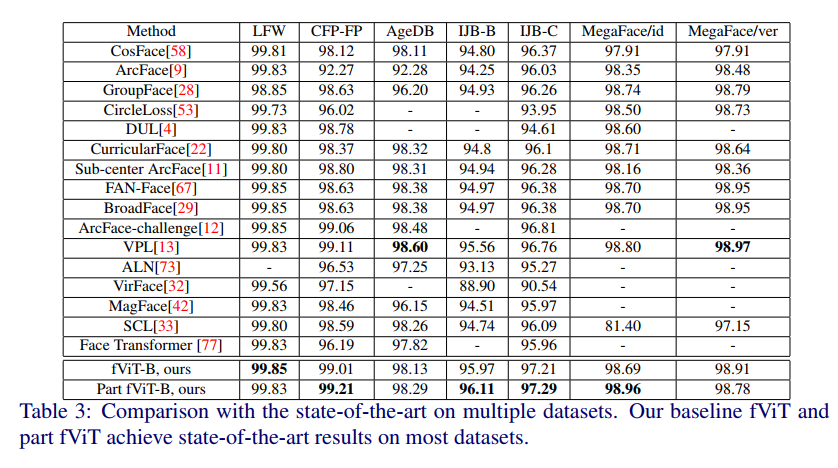 Method LFW CFP-FP AgeDB IJB-B IJB-C MegaFace/id MegaFace/ver
CosFace[58] 99.81 98.12 98.11 94.80 96.37 97.91 97.91
ArcFace[9] 99.83 92.27 92.28 94.25 96.03 98.35 98.48
GroupFace[28] 98.85 98.63 96.20 94.93 96.26 98.74 98.79
CircleLoss[53] 99.73 96.02 - - 93.95 98.50 98.73
DUL[4] 99.83 98.78 - - 94.61 98.60 -
CurricularFace[22] 99.80 98.37 98.32 94.8 96.1 98.71 98.64
Sub-center ArcFace[11] 99.80 98.80 98.31 94.94 96.28 98.16 98.36
FAN-Face[67] 99.85 98.63 98.38 94.97 96.38 98.70 98.95
BroadFace[29] 99.85 98.63 98.38 94.97 96.38 98.70 98.95
ArcFace-challenge[12] 99.85 99.06 98.48 - 96.81 - -
VPL[13] 99.83 99.11 98.60 95.56 96.76 98.80 98.97
ALN[73] - 96.53 97.25 93.13 95.27 - -
VirFace[32] 99.56 97.15 - 88.90 90.54 - -
MagFace[42] 99.83 98.46 96.15 94.51 95.97 - -
SCL[33] 99.80 98.59 98.26 94.74 96.09 81.40 97.15
Face Transformer [77] 99.83 96.19 97.82 - 95.96 - -
fViT-B, ours 99.85 99.01 98.13 95.97 97.21 98.69 98.91
Part fViT-B, ours 99.83 99.21 98.29 96.11 97.29 98.96 98.78
Table 3: Comparison with the state-of-the-art on multiple datasets. Our baseline fViT and
part fViT achieve state-of-the-art results on most datasets.